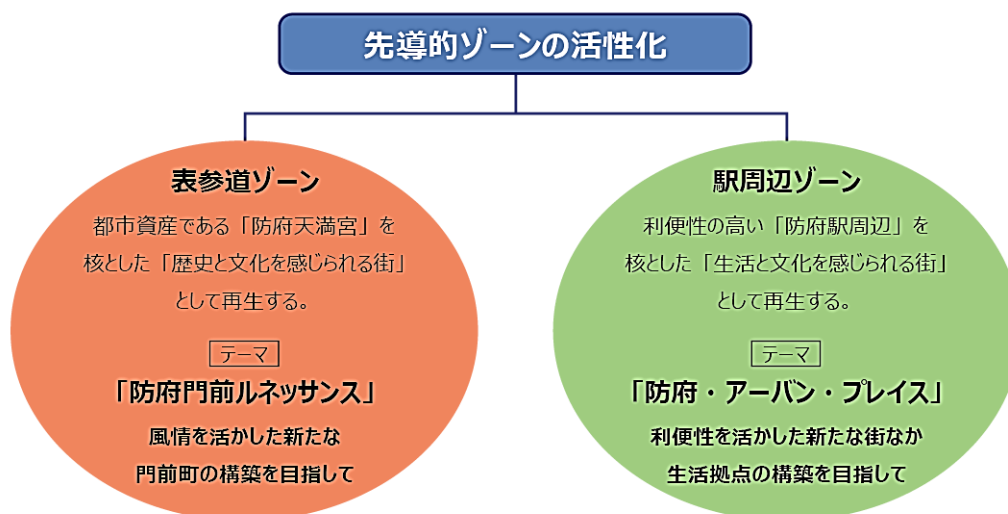 先導的ゾーンの活性化
表参道ゾーン
都市資産である「防府天満宮」を
核とした「歴史と文化を感じられる街」
として再生する。
テーマ
「防府門前ルネッサンス」
風情を活かした新たな
門前町の構築を目指して
駅周辺ゾーン
利便性の高い「防府駅周辺」を
核とした「生活と文化を感じられる街」
として再生する。
テーマ
「防府・アーバン・プレイス」
利便性を活かした新たな街なか
生活拠点の構築を目指して